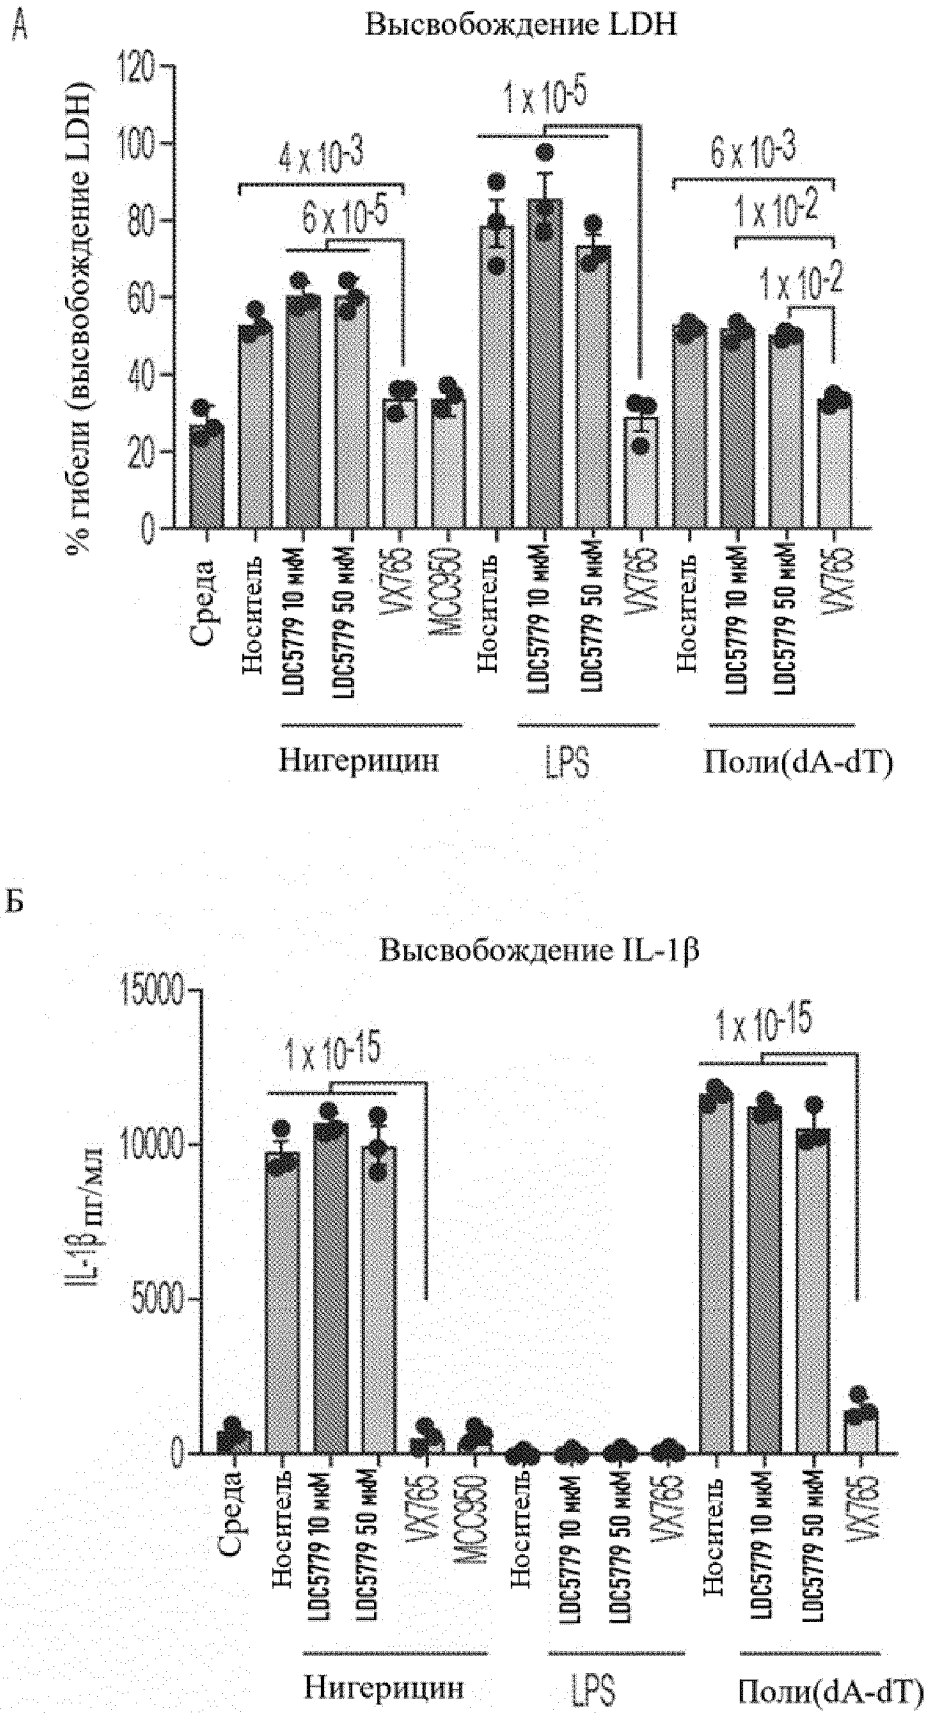 А
Высвобождение LDH
% гибели (высвобождение LDH)
120
100
80
60
40
20
0
4 x 10-3
6 x 10-5
1 x 10-5
6 x 10-3
1 x 10-2
1 x 10-2
Среда
Носитель
LDC5779 10 мкМ
LDC5779 50 мкМ
VX765
MCC950
Носитель
LDC5779 10 мкМ
LDC5779 50 мкМ
VX765
Носитель
LDC5779 10 мкМ
LDC5779 50 мкМ
VX765
Нигерицин
LPS
Поли(dA-dT)
Б
Высвобождение IL-1β
IL-1β пг/мл
15000
10000
5000
0
1 x 10-15
1 x 10-15
Среда
Носитель
LDC5779 10 мкМ
LDC5779 50 мкМ
VX765
MCC950
Носитель
LDC5779 10 мкМ
LDC5779 50 мкМ
VX765
Носитель
LDC5779 10 мкМ
LDC5779 50 мкМ
VX765
Нигерицин
LPS
Поли(dA-dT)